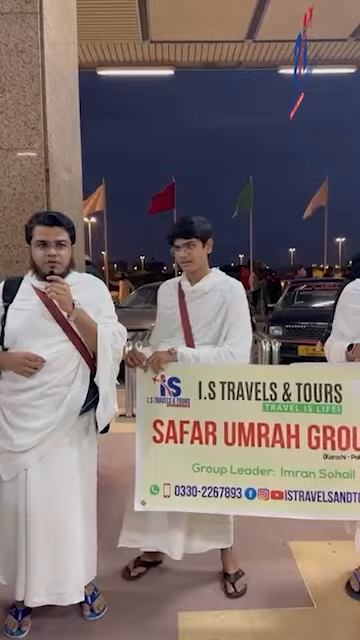 iS
I.S TRAVELS & TOURS
I.S TRAVELS & TOURS
TRAVEL IS LIFE!
SAFAR UMRAH GROU
(Karachi - Pak
Group Leader: Imran Sohail
0330-2267893 ISTRAVELSANDTO